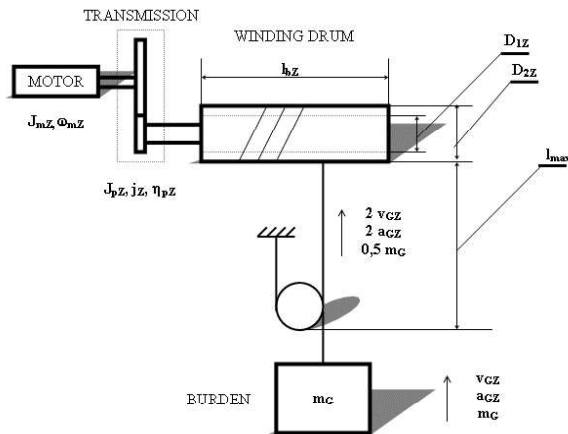 TRANSMISSION
WINDING DRUM
D1Z
lbZ
D2Z
MOTOR
JmZ, ωmZ
lmax
JpZ, jZ, ηpZ
2 vGZ
2 aGZ
0,5 mG
BURDEN
mG
vGZ
aGZ
mG